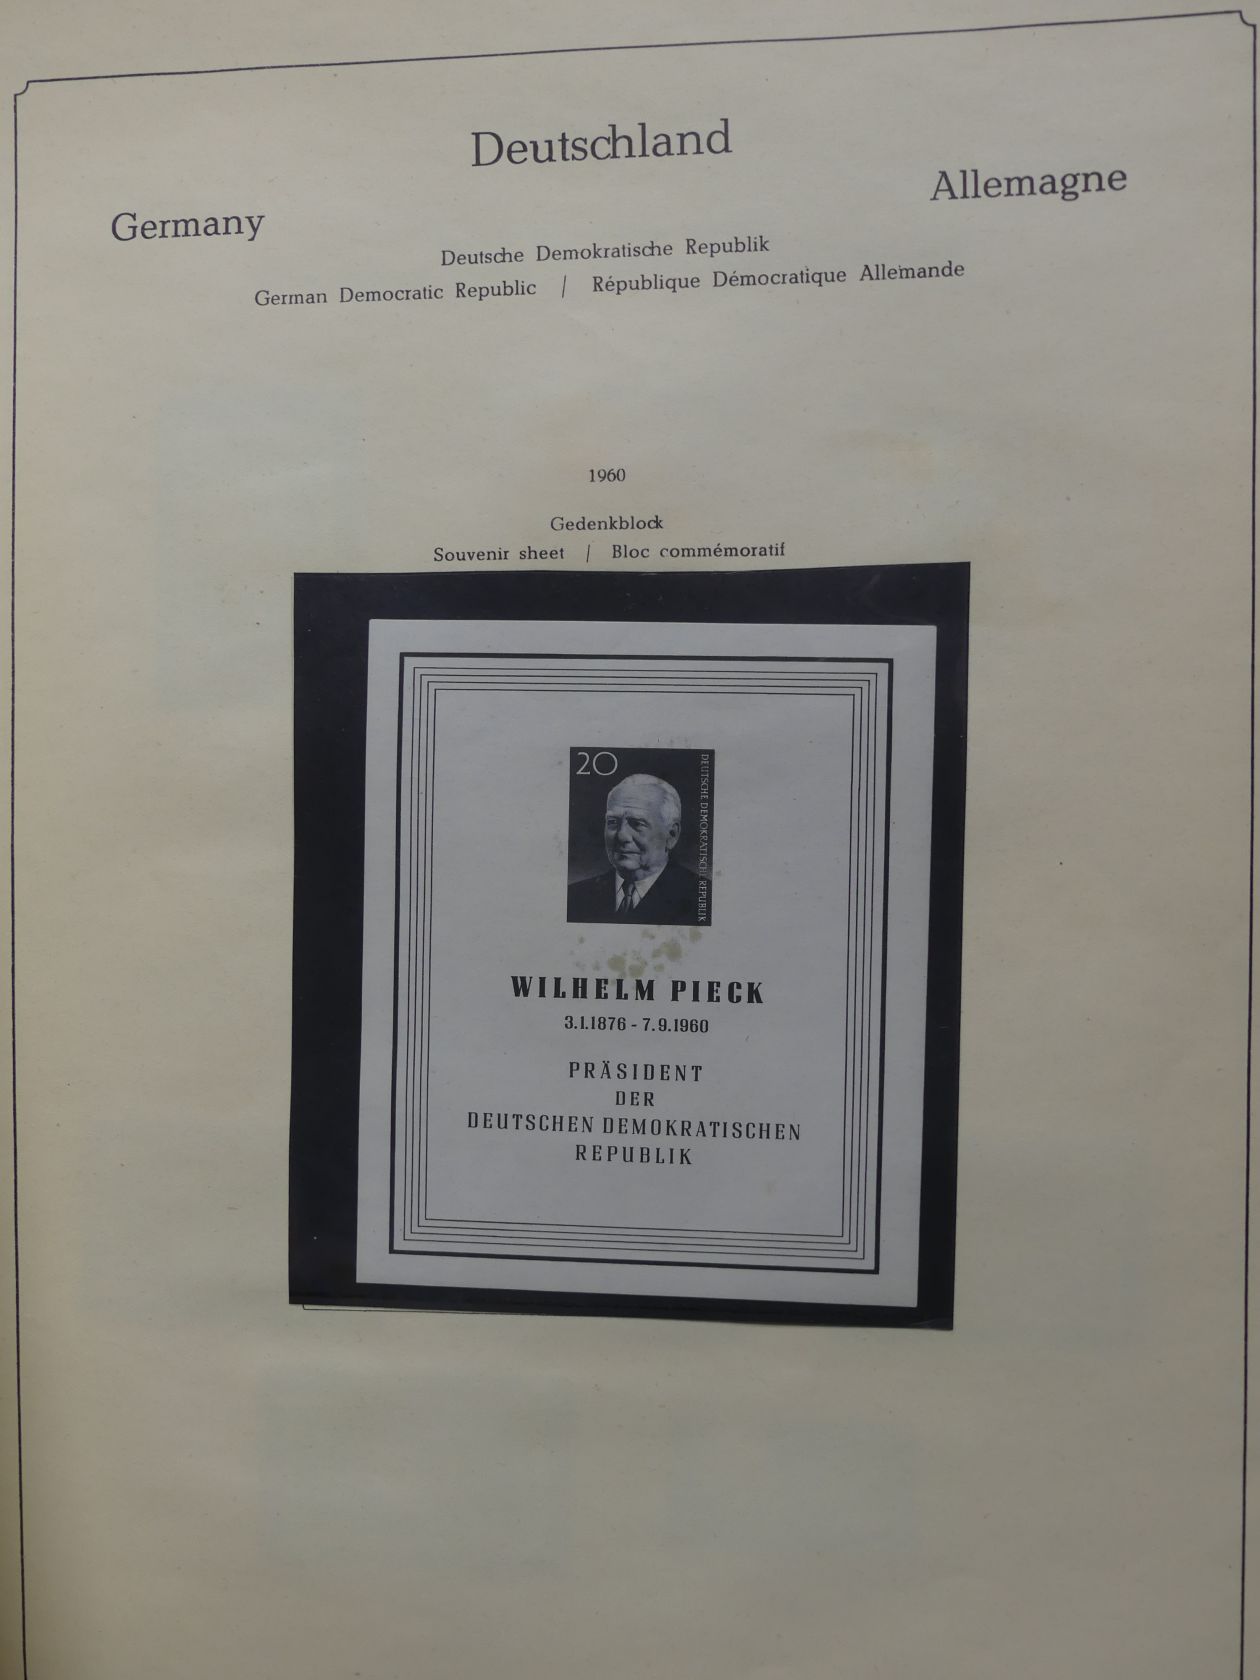 Deutschland
Germany
Allemagne
Deutsche Demokratische Republik
German Democratic Republic / République Démocratique Allemande
1960
Gedenkblock
Souvenir sheet / Bloc commémoratif
20
DEUTSCHE DEMOKRATISCHE REPUBLIK
WILHELM PIECK
3.1.1876 - 7.9.1960
PRÄSIDENT
DER
DEUTSCHEN DEMOKRATISCHEN
REPUBLIK